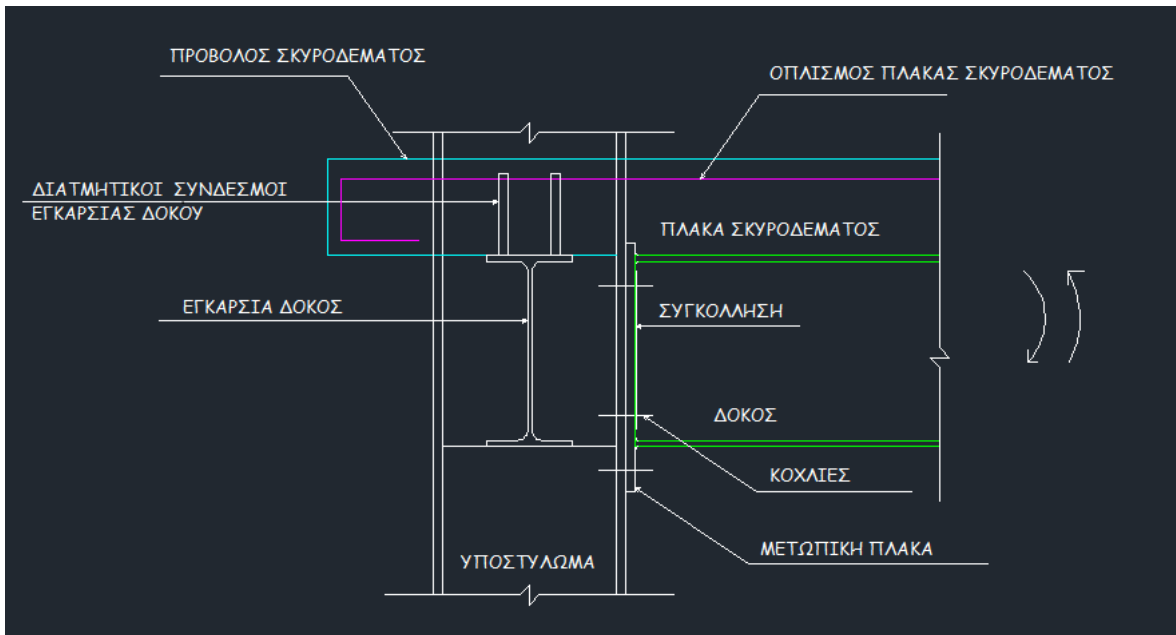 ΠΡΟΒΟΛΟΣ ΣΚΥΡΟΔΕΜΑΤΟΣ
ΟΠΛΙΣΜΟΣ ΠΛΑΚΑΣ ΣΚΥΡΟΔΕΜΑΤΟΣ
ΔΙΑΤΜΗΤΙΚΟΙ ΣΥΝΔΕΣΜΟΙ
ΕΓΚΑΡΣΙΑΣ ΔΟΚΟΥ
ΠΛΑΚΑ ΣΚΥΡΟΔΕΜΑΤΟΣ
ΕΓΚΑΡΣΙΑ ΔΟΚΟΣ
ΣΥΓΚΟΛΛΗΣΗ
ΔΟΚΟΣ
ΚΟΧΛΙΕΣ
ΜΕΤΩΠΙΚΗ ΠΛΑΚΑ
ΥΠΟΣΤΥΛΩΜΑ